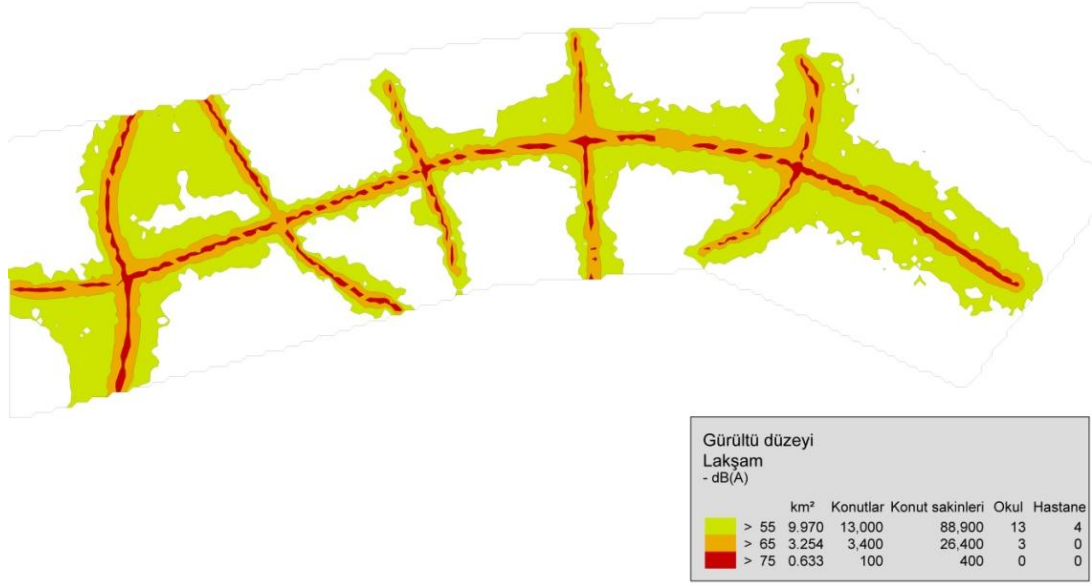 Gürültü düzeyi
Lakşam
- dB(A)
km² Konutlar Konut sakinleri Okul Hastane
> 55 9.970 13,000 88,900 13 4
> 65 3.254 3,400 26,400 3 0
> 75 0.633 100 400 0 0